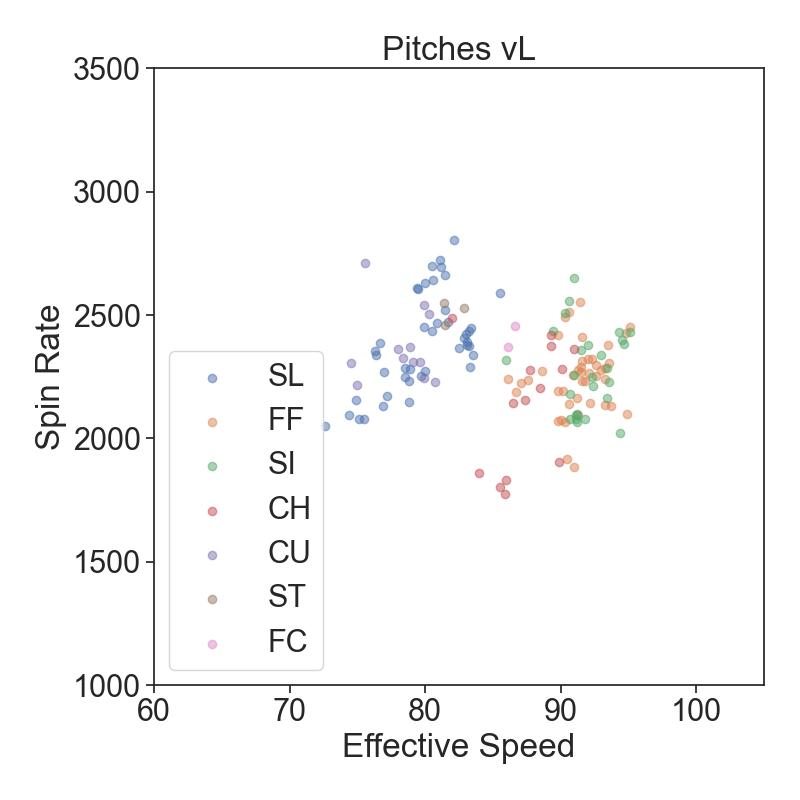 Pitches vL
3500
3000
2500
2000
1500
1000
Spin Rate
SL
FF
SI
CH
CU
ST
FC
60 70 80 90 100
Effective Speed